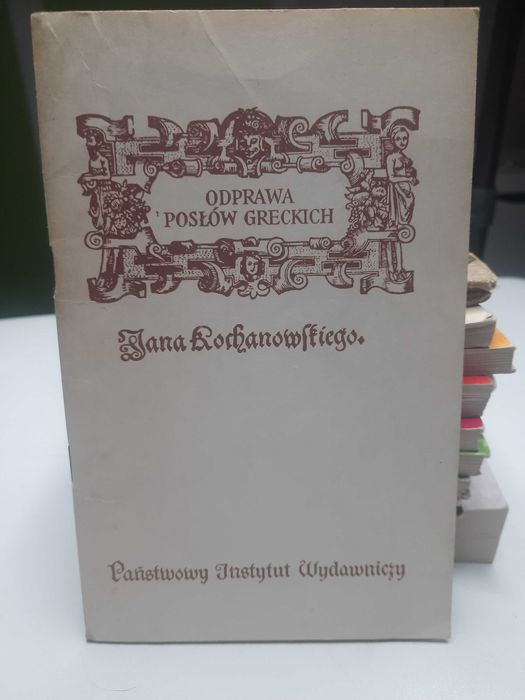 ODPRAWA
POSŁÓW GRECKICH
Jana Kochanowſkiego.
Państwowy Instytut Wydawniczy